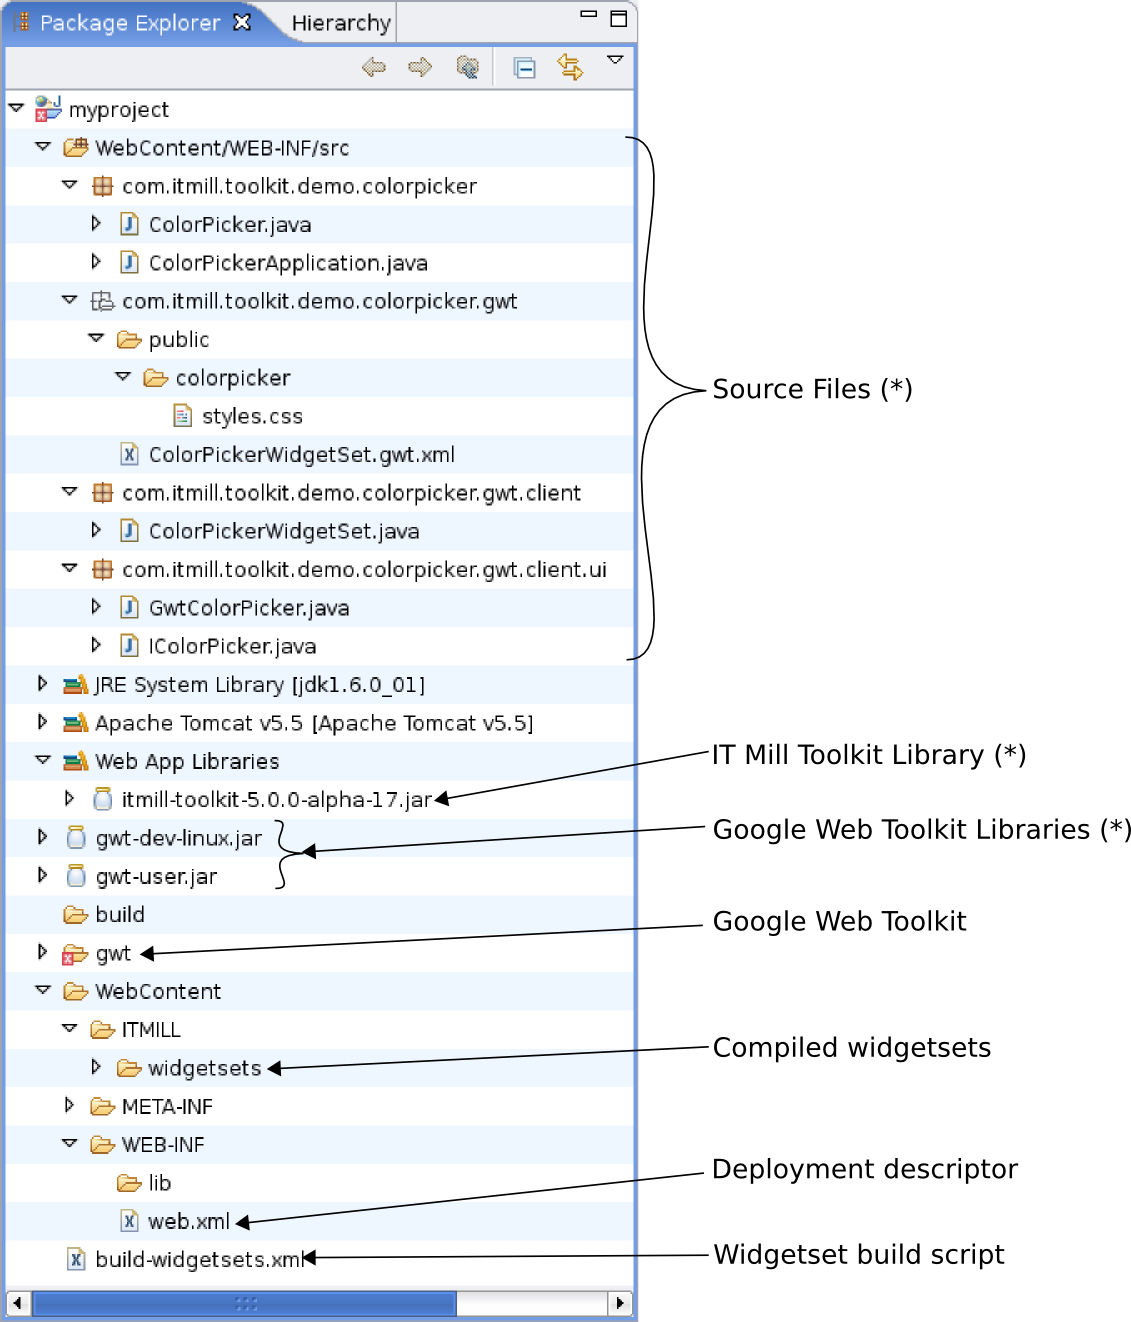 Package Explorer
Hierarchy
myproject
WebContent/WEB-INF/src
com.itmill.toolkit.demo.colorpicker
ColorPicker.java
ColorPickerApplication.java
com.itmill.toolkit.demo.colorpicker.gwt
public
colorpicker
Source Files (*)
styles.css
ColorPickerWidgetSet.gwt.xml
com.itmill.toolkit.demo.colorpicker.gwt.client
ColorPickerWidgetSet.java
com.itmill.toolkit.demo.colorpicker.gwt.client.ui
GwtColorPicker.java
IColorPicker.java
JRE System Library [jdk1.6.0_01]
Apache Tomcat v5.5 [Apache Tomcat v5.5]
Web App Libraries
IT Mill Toolkit Library (*)
itmill-toolkit-5.0.0-alpha-17.jar
gwt-dev-linux.jar
Google Web Toolkit Libraries (*)
gwt-user.jar
build
Google Web Toolkit
gwt
WebContent
ITMILL
widgetsets
Compiled widgetsets
META-INF
WEB-INF
lib
Deployment descriptor
web.xml
build-widgetsets.xml
Widgetset build script